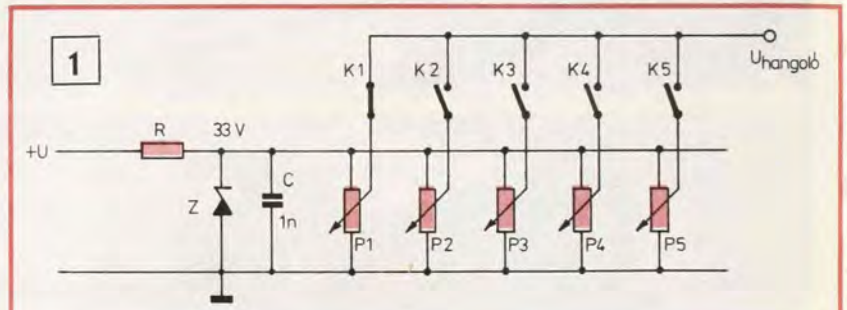 1
K1 K2 K3 K4 K5
Uhangoló
+U R 33 V
Z C
1n
P1 P2 P3 P4 P5